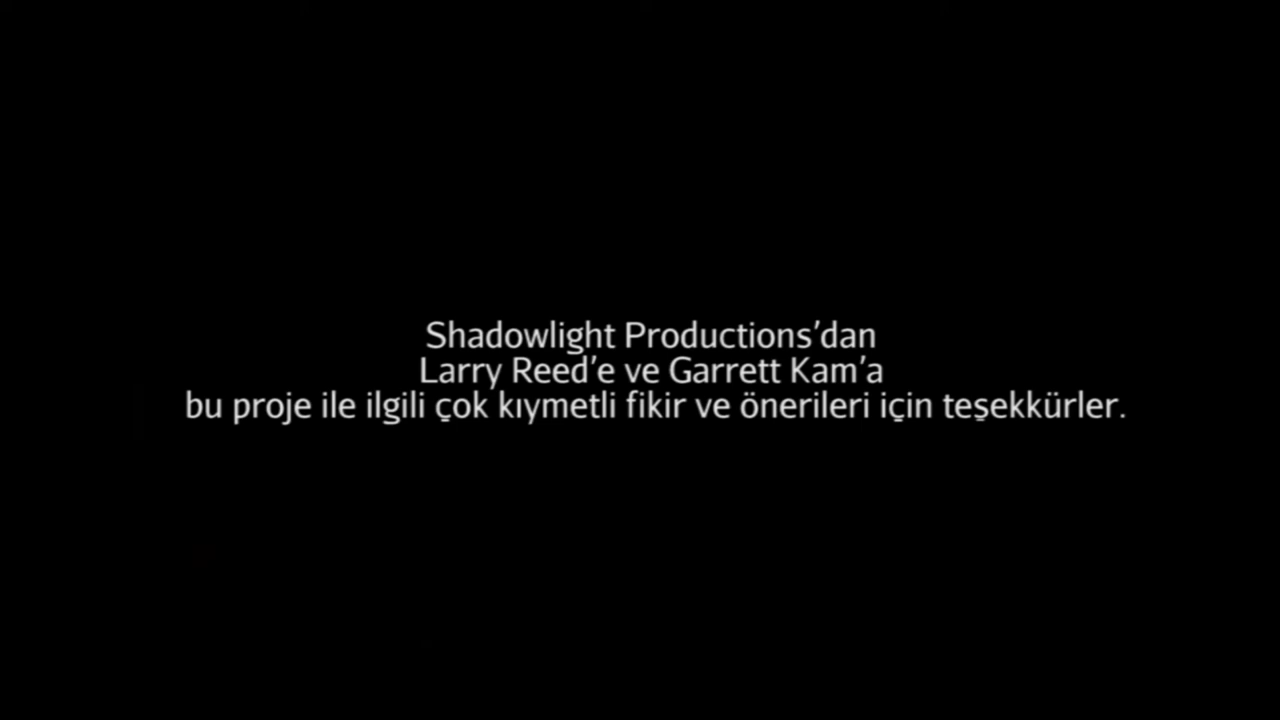 Shadowlight Productions’dan
Larry Reed’e ve Garrett Kam’a
bu proje ile ilgili çok kıymetli fikir ve önerileri için teşekkürler.